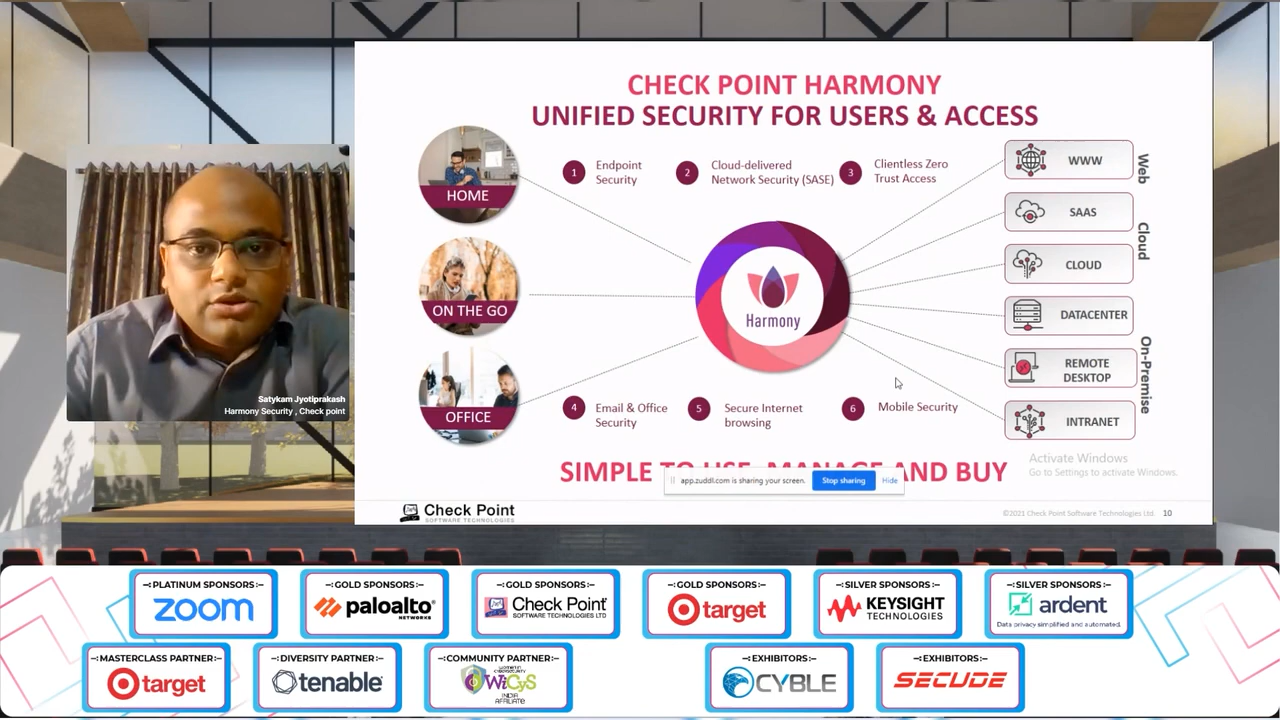 CHECK POINT HARMONY
UNIFIED SECURITY FOR USERS & ACCESS
HOME
ON THE GO
OFFICE
1
Endpoint
Security
2
Cloud-delivered
Network Security (SASE)
3
Clientless Zero
Trust Access
Harmony
4
Email & Office
Security
5
Secure Internet
browsing
6
Mobile Security
WWW
SAAS
CLOUD
DATACENTER
REMOTE
DESKTOP
INTRANET
Web
Cloud
On-Premise
Satykam Jyotiprakash
Harmony Security , Check point
Activate Windows
Go to Settings to activate Windows.
SIMPLE TO USE, MANAGE AND BUY
app.zuddl.com is sharing your screen.
Stop sharing
Hide
Check Point
SOFTWARE TECHNOLOGIES
©2021 Check Point Software Technologies Ltd
10
-:PLATINUM SPONSORS:-
zoom
-:GOLD SPONSORS:-
paloalto
NETWORKS
-:GOLD SPONSORS:-
Check Point
SOFTWARE TECHNOLOGIES LTD
-:GOLD SPONSORS:-
target
-:SILVER SPONSORS:-
KEYSIGHT
TECHNOLOGIES
-:SILVER SPONSORS:-
ardent
Data privacy simplified and automated.
-:MASTERCLASS PARTNER:-
target
-:DIVERSITY PARTNER:-
tenable
-:COMMUNITY PARTNER:-
WiCyS
INDIA
AFFILIATE
-:EXHIBITORS:-
CYBLE
-:EXHIBITORS:-
SECUDE